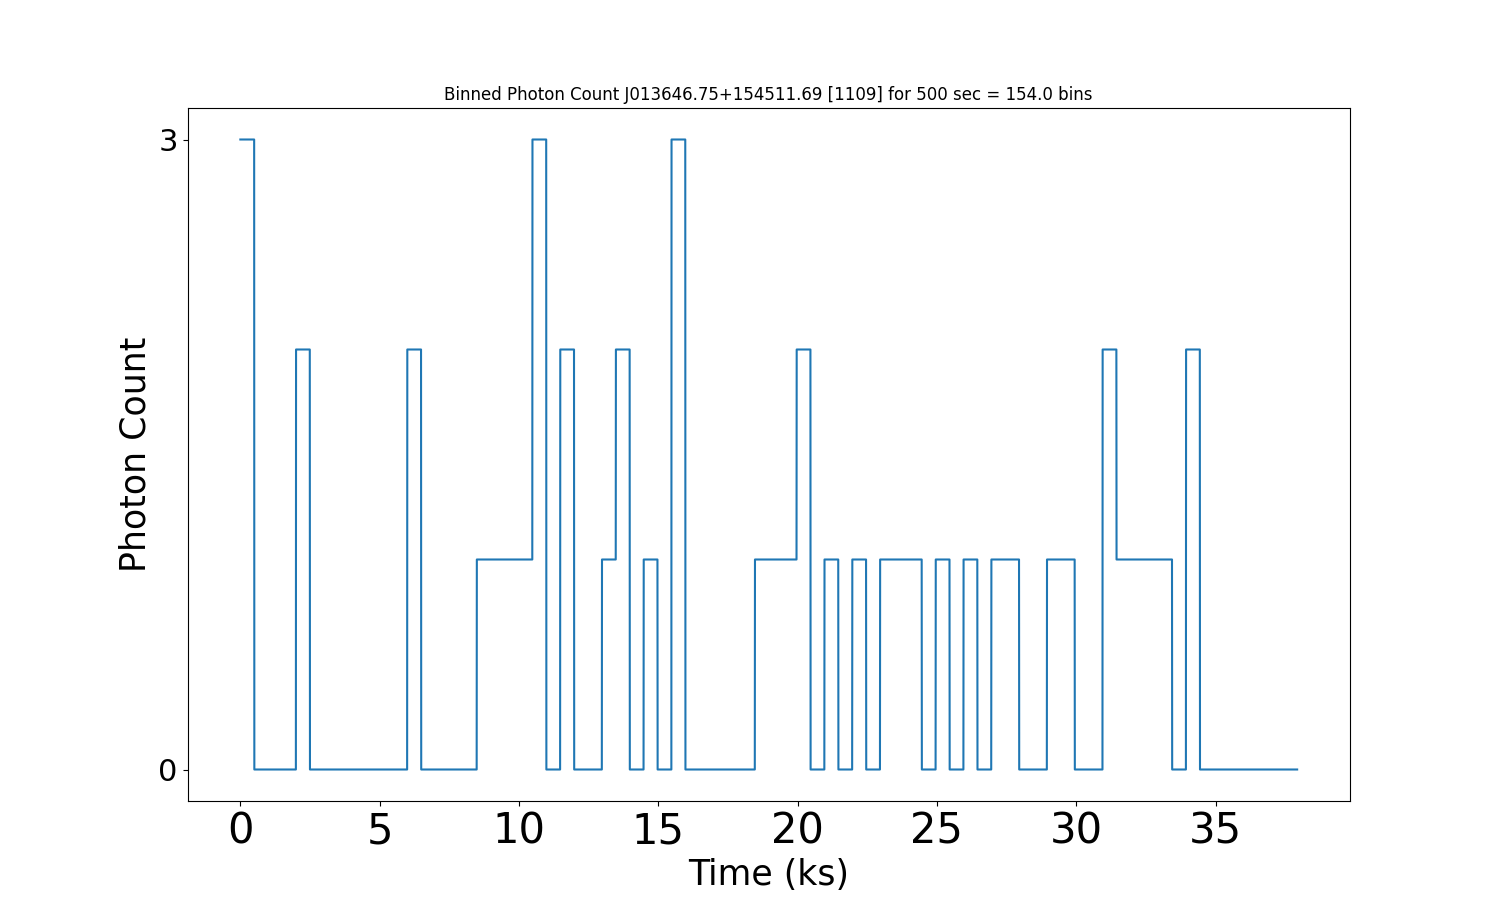 Binned Photon Count J013646.75+154511.69 [1109] for 500 sec = 154.0 bins
3
Photon Count
0
0 5 10 15 20 25 30 35
Time (ks)